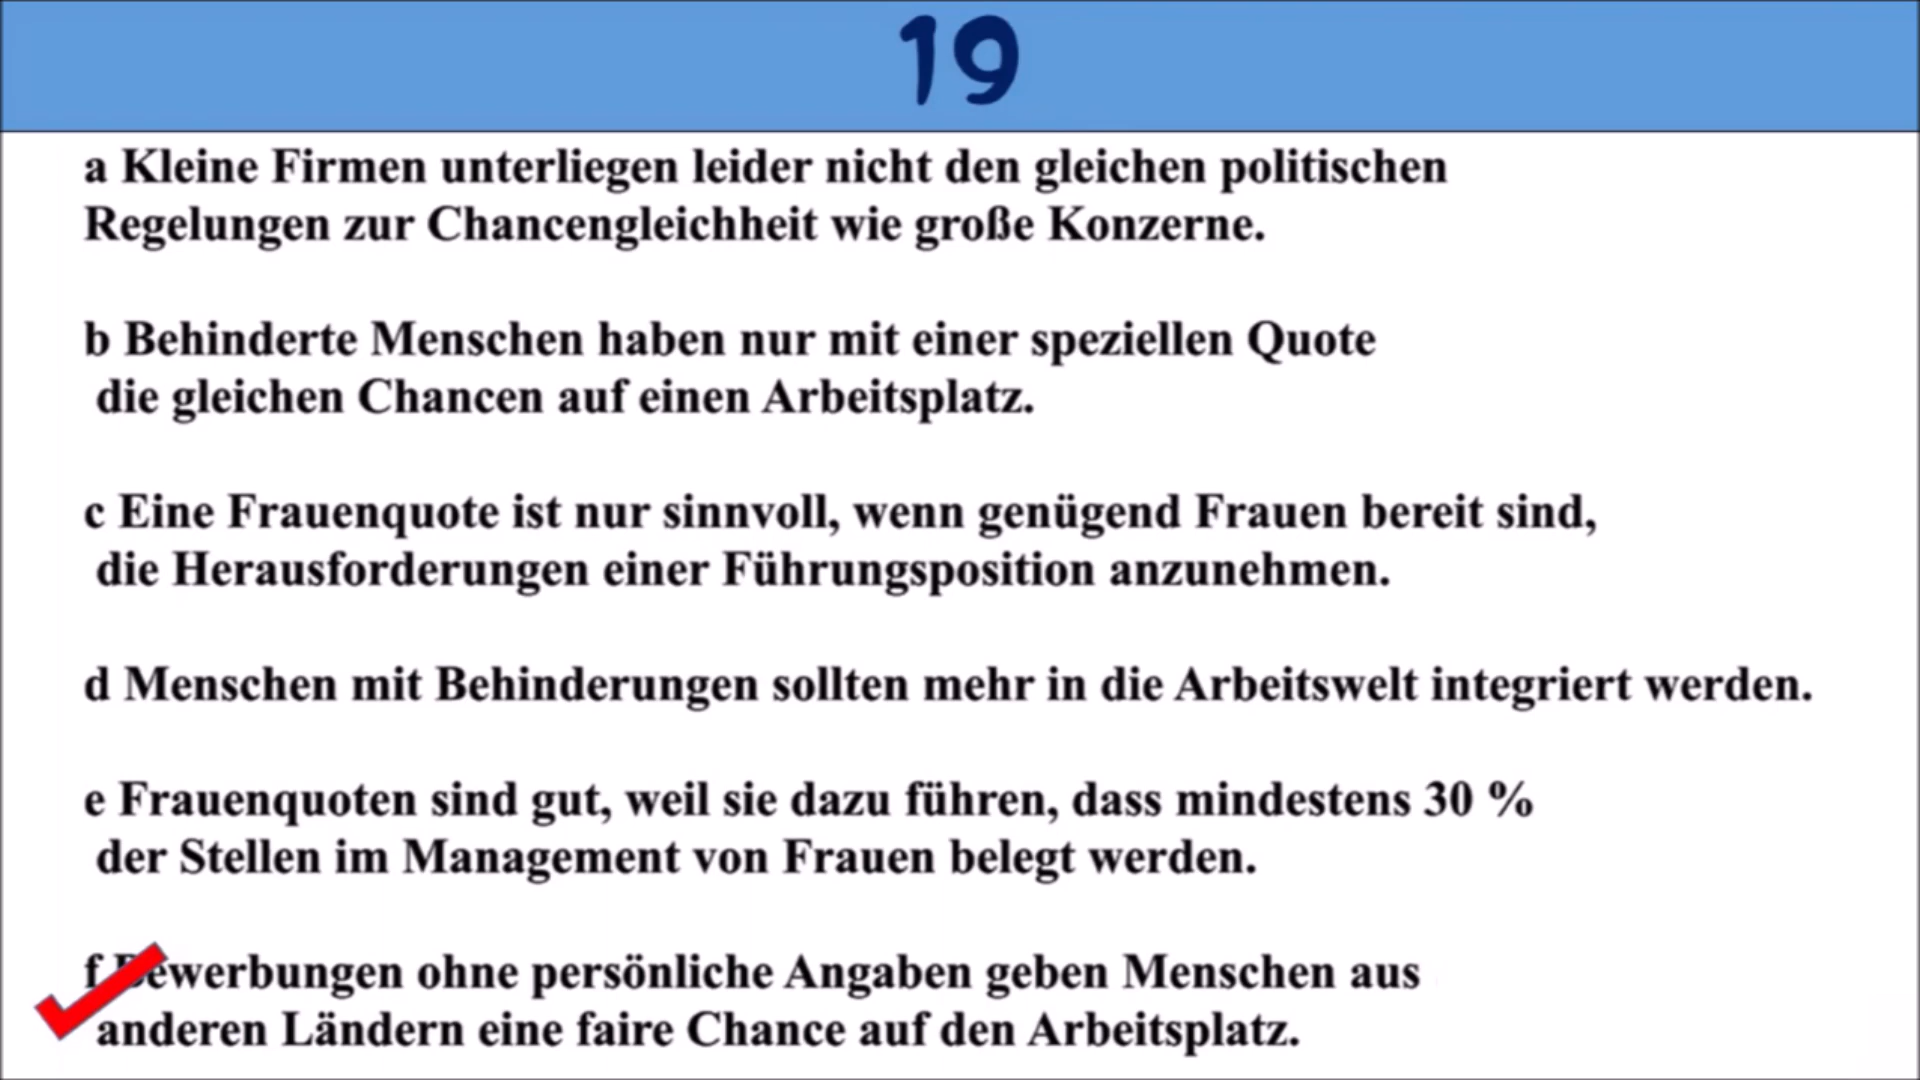 19
a Kleine Firmen unterliegen leider nicht den gleichen politischen
Regelungen zur Chancengleichheit wie große Konzerne.
b Behinderte Menschen haben nur mit einer speziellen Quote
die gleichen Chancen auf einen Arbeitsplatz.
c Eine Frauenquote ist nur sinnvoll, wenn genügend Frauen bereit sind,
die Herausforderungen einer Führungsposition anzunehmen.
d Menschen mit Behinderungen sollten mehr in die Arbeitswelt integriert werden.
e Frauenquoten sind gut, weil sie dazu führen, dass mindestens 30 %
der Stellen im Management von Frauen belegt werden.
f Bewerbungen ohne persönliche Angaben geben Menschen aus
anderen Ländern eine faire Chance auf den Arbeitsplatz.